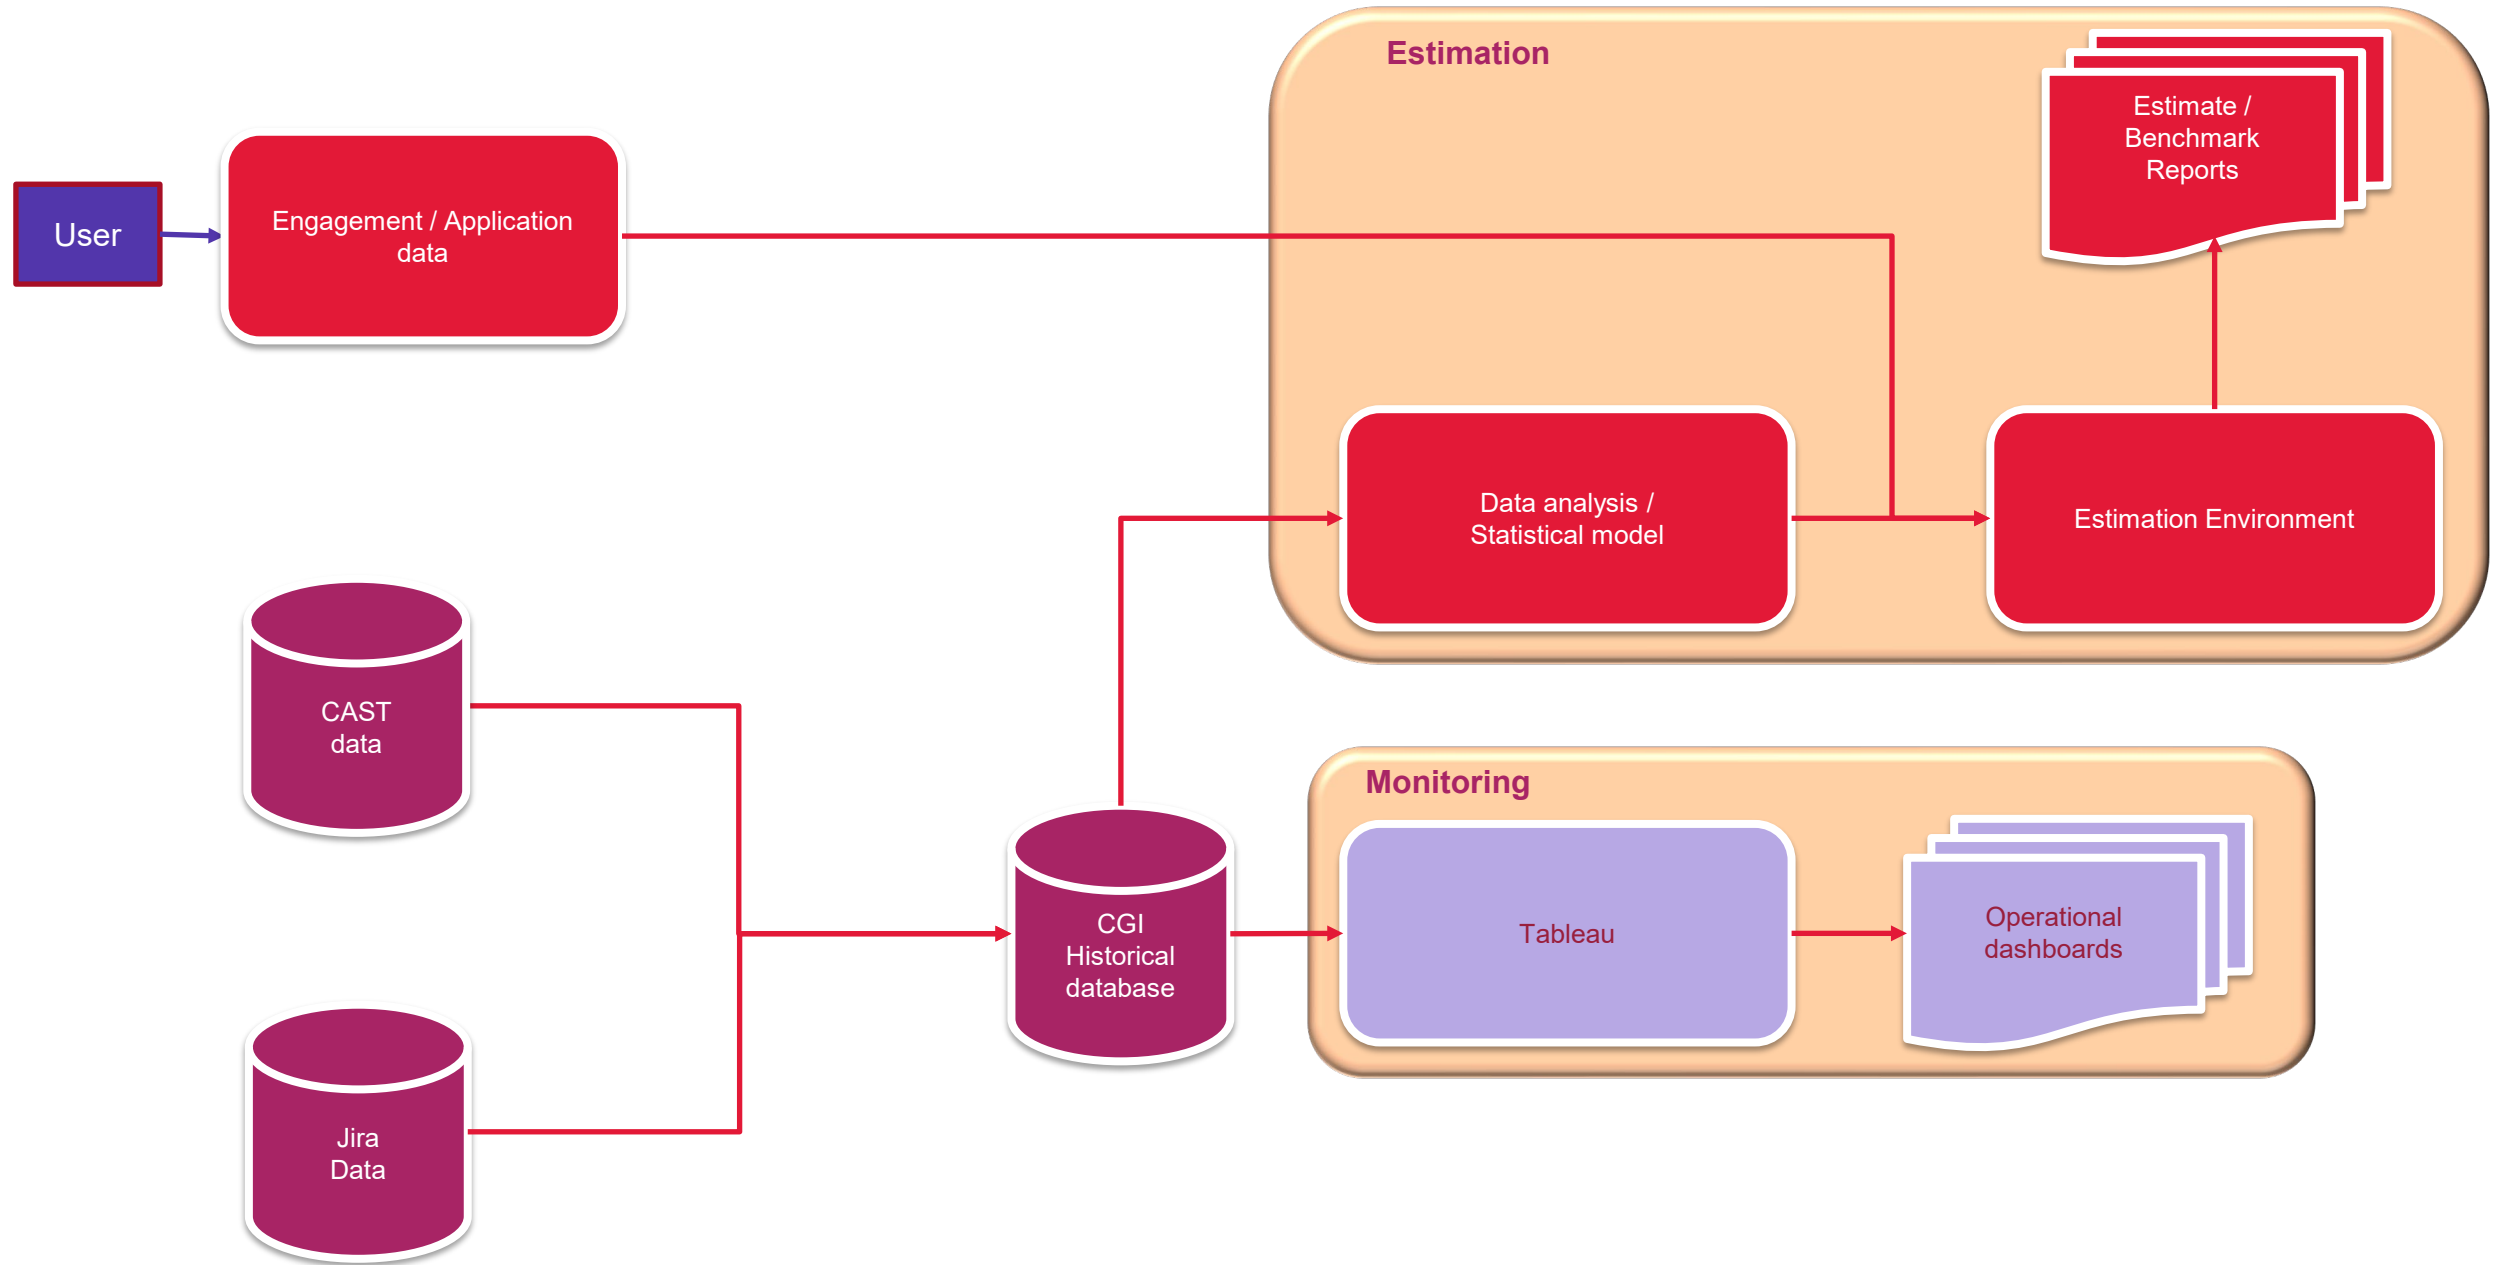 Estimation
Estimate /
Benchmark
Reports
User
Engagement / Application
data
Data analysis /
Statistical model
Estimation Environment
CAST
data
Monitoring
CGI
Historical
database
Tableau
Operational
dashboards
Jira
Data